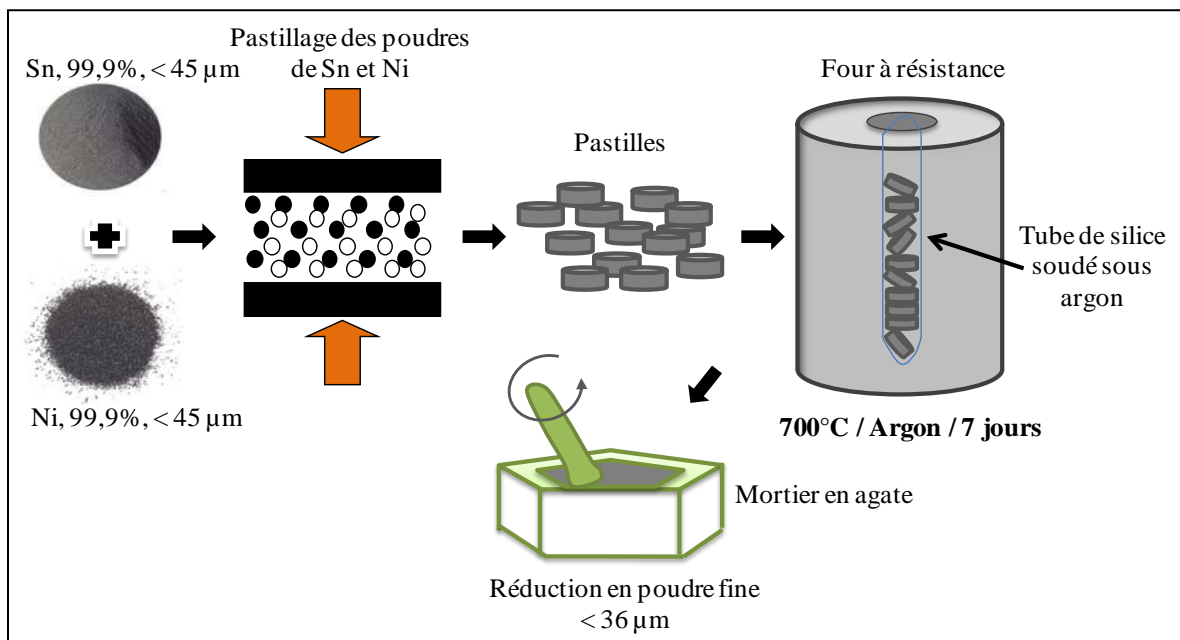 Pastillage des poudres
de Sn et Ni
Sn, 99,9%, < 45 µm
Ni, 99,9%, < 45 µm
Pastilles
Four à résistance
Tube de silice
soudé sous
argon
700°C / Argon / 7 jours
Mortier en agate
Réduction en poudre fine
< 36 µm